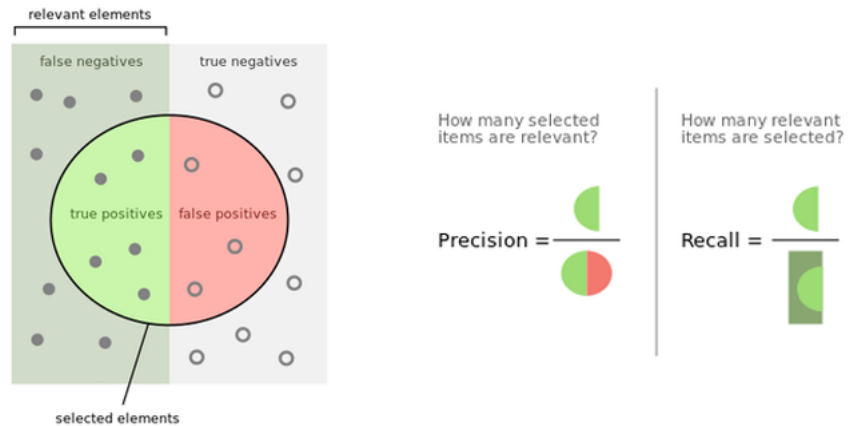 relevant elements
false negatives
true negatives
true positives
false positives
selected elements
How many selected
items are relevant?
Precision =
How many relevant
items are selected?
Recall =